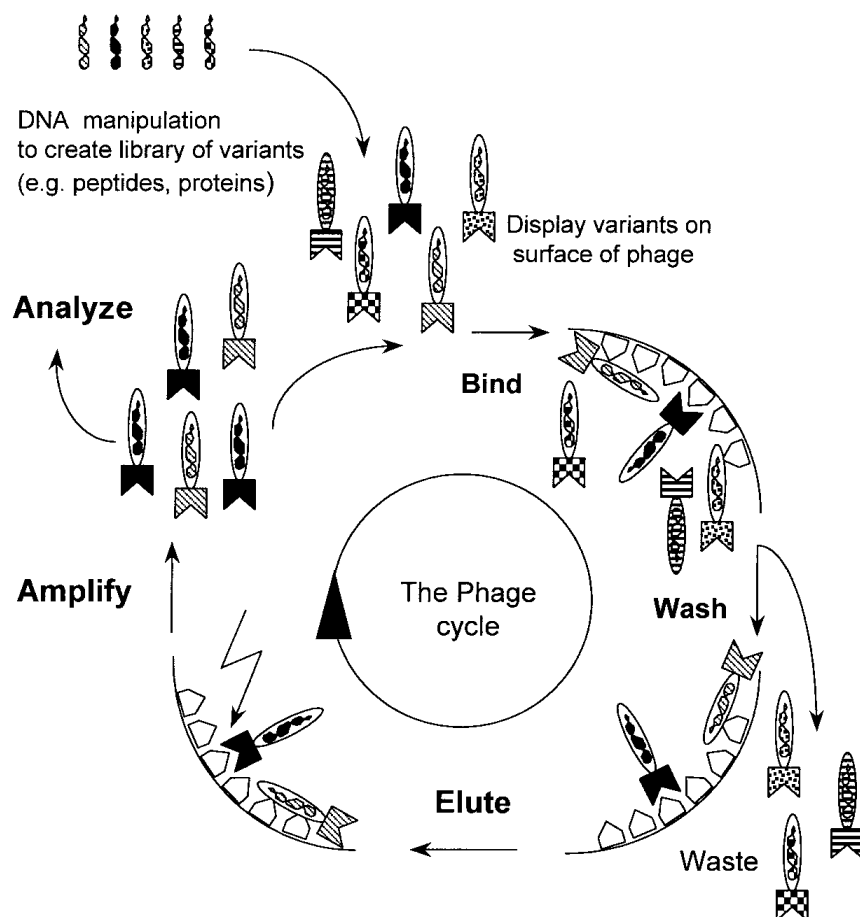 DNA manipulation
to create library of variants
(e.g. peptides, proteins)
Display variants on
surface of phage
Analyze
Bind
The Phage
cycle
Amplify
Wash
Elute
Waste